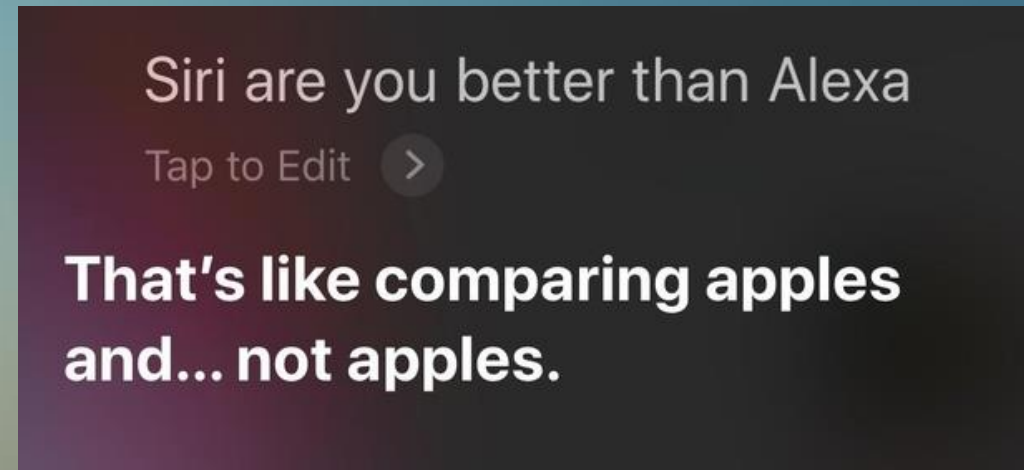 Siri are you better than Alexa
Tap to Edit
That's like comparing apples
and... not apples.